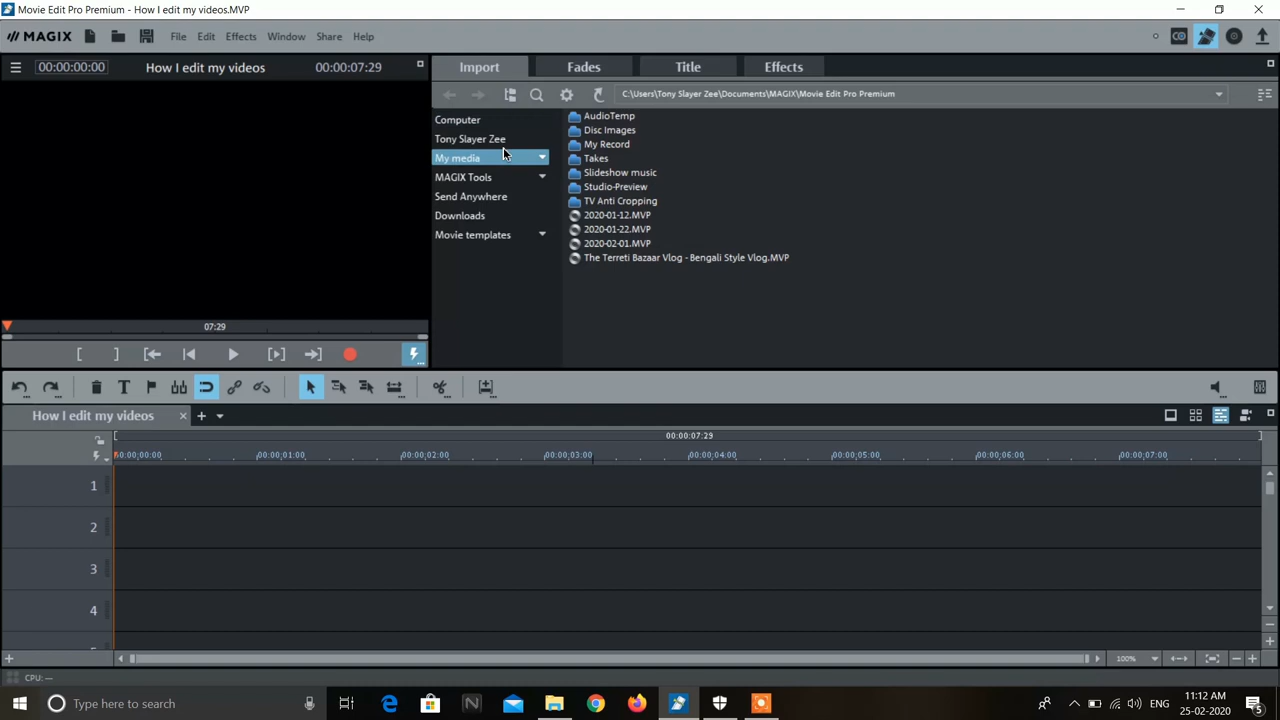 Movie Edit Pro Premium - How I edit my videos.MVP
MAGIX File Edit Effects Window Share Help
00:00:00:00 How I edit my videos 00:00:07:29
Import Fades Title Effects
C:\Users\Tony Slayer Zee\Documents\MAGIX\Movie Edit Pro Premium
Computer
Tony Slayer Zee
My media
MAGIX Tools
Send Anywhere
Downloads
Movie templates
AudioTemp
Disc Images
My Record
Takes
Slideshow music
Studio-Preview
TV Anti Cropping
2020-01-12.MVP
2020-01-22.MVP
2020-02-01.MVP
The Terreti Bazaar Vlog - Bengali Style Vlog.MVP
07:29
How I edit my videos
00:00:07:29
00:00:00;00 00:00:01;00 00:00:02;00 00:00:03;00 00:00:04;00 00:00:05;00 00:00:06;00 00:00:07;00
1
2
3
4
100%
CPU: —
Type here to search
ENG
11:12 AM
25-02-2020
5